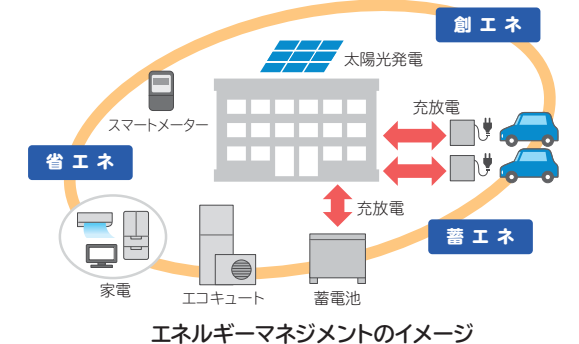 創エネ
太陽光発電
充放電
スマートメーター
省エネ
充放電
蓄エネ
家電
エコキュート
蓄電池
エネルギーマネジメントのイメージ